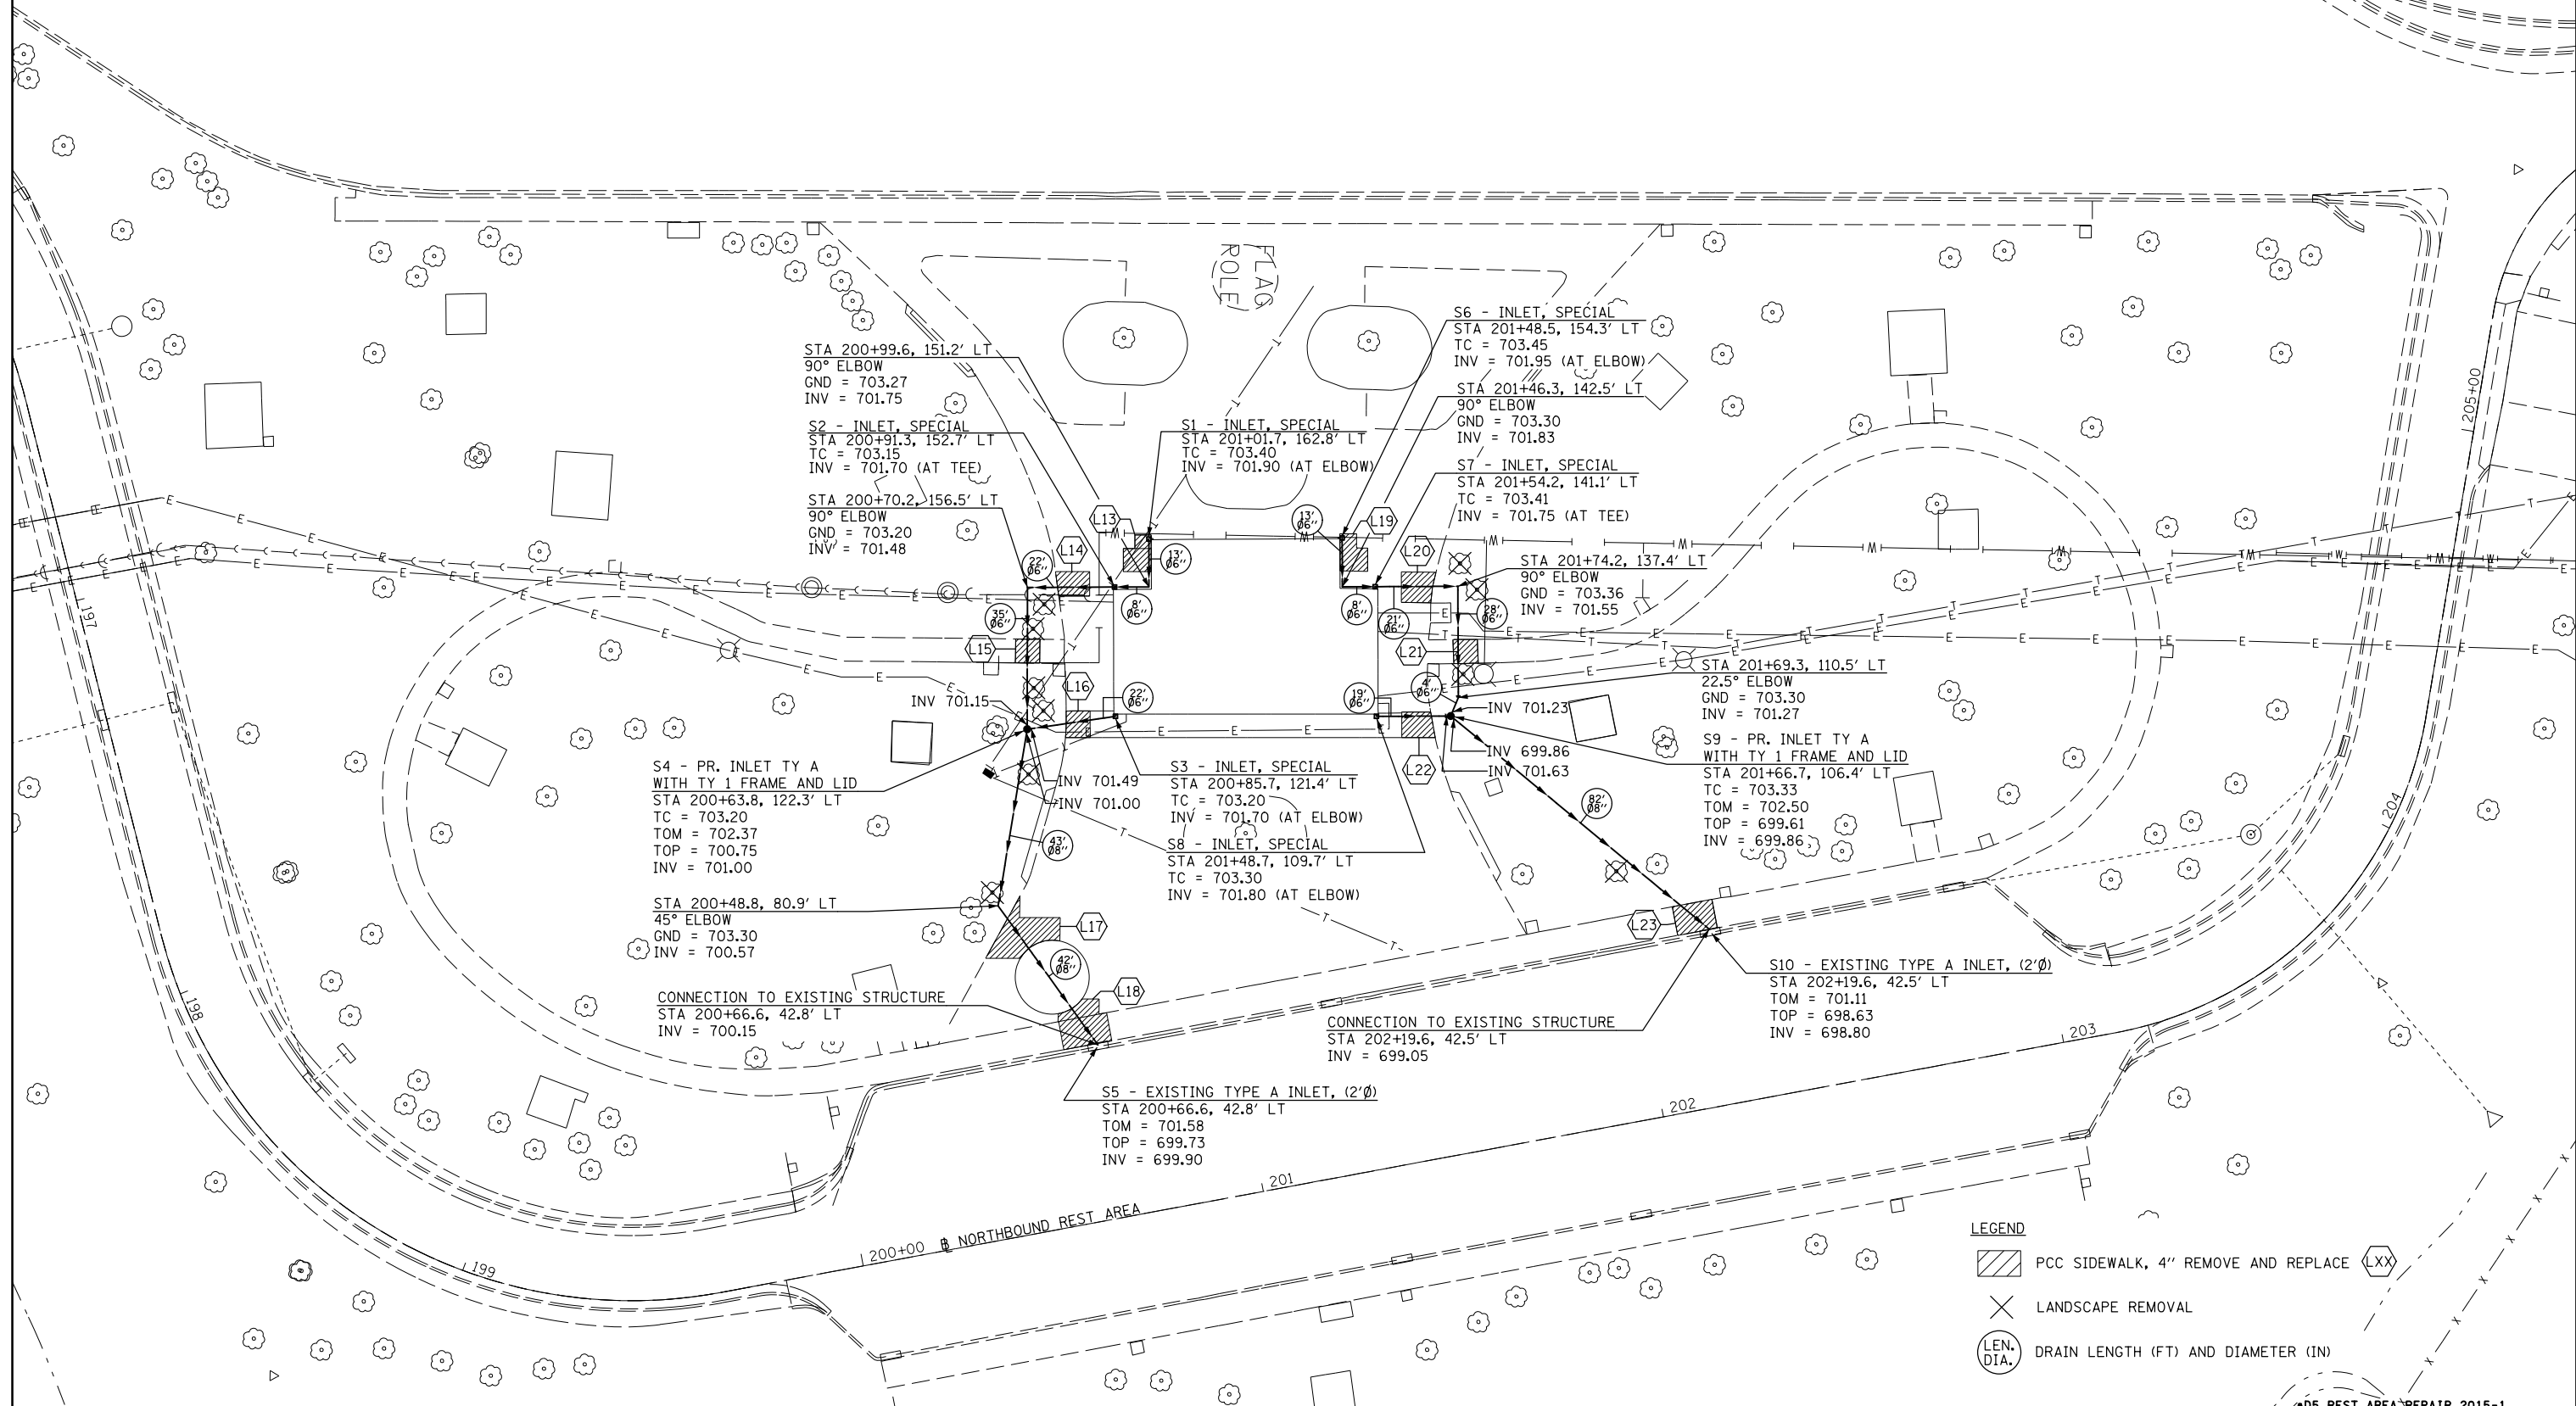 FLAG
ROLE
STA 200+99.6, 151.2' LT
90° ELBOW
GND = 703.27
INV = 701.75
S2 - INLET, SPECIAL
STA 200+91.3, 152.7' LT
TC = 703.15
INV = 701.70 (AT TEE)
STA 200+70.2, 156.5' LT
90° ELBOW
GND = 703.20
INV = 701.48
S1 - INLET, SPECIAL
STA 201+01.7, 162.8' LT
TC = 703.40
INV = 701.90 (AT ELBOW)
S6 - INLET, SPECIAL
STA 201+48.5, 154.3' LT
TC = 703.45
INV = 701.95 (AT ELBOW)
STA 201+46.3, 142.5' LT
90° ELBOW
GND = 703.30
INV = 701.83
S7 - INLET, SPECIAL
STA 201+54.2, 141.1' LT
TC = 703.41
INV = 701.75 (AT TEE)
STA 201+74.2, 137.4' LT
90° ELBOW
GND = 703.36
INV = 701.55
STA 201+69.3, 110.5' LT
22.5° ELBOW
GND = 703.30
INV = 701.27
S9 - PR. INLET TY A
WITH TY 1 FRAME AND LID
STA 201+66.7, 106.4' LT
TC = 703.33
TOM = 702.50
TOP = 699.61
INV = 699.86
L13
L14
L15
L16
L17
L18
L19
L20
L21
L22
L23
13'
Ø6"
22'
Ø6"
8'
Ø6"
35'
Ø6"
22'
Ø6"
43'
Ø8"
42'
Ø8"
13'
Ø6"
8'
Ø6"
21'
Ø6"
28'
Ø6"
4'
Ø6"
19'
Ø6"
82'
Ø8"
INV 701.15
INV 701.49
INV 701.00
INV 701.23
INV 699.86
INV 701.63
S4 - PR. INLET TY A
WITH TY 1 FRAME AND LID
STA 200+63.8, 122.3' LT
TC = 703.20
TOM = 702.37
TOP = 700.75
INV = 701.00
S3 - INLET, SPECIAL
STA 200+85.7, 121.4' LT
TC = 703.20
INV = 701.70 (AT ELBOW)
S8 - INLET, SPECIAL
STA 201+48.7, 109.7' LT
TC = 703.30
INV = 701.80 (AT ELBOW)
STA 200+48.8, 80.9' LT
45° ELBOW
GND = 703.30
INV = 700.57
CONNECTION TO EXISTING STRUCTURE
STA 200+66.6, 42.8' LT
INV = 700.15
CONNECTION TO EXISTING STRUCTURE
STA 202+19.6, 42.5' LT
INV = 699.05
S10 - EXISTING TYPE A INLET, (2'Ø)
STA 202+19.6, 42.5' LT
TOM = 701.11
TOP = 698.63
INV = 698.80
S5 - EXISTING TYPE A INLET, (2'Ø)
STA 200+66.6, 42.8' LT
TOM = 701.58
TOP = 699.73
INV = 699.90
197
198
199
200+00
NORTHBOUND REST AREA
201
202
203
204
205+00
LEGEND
PCC SIDEWALK, 4" REMOVE AND REPLACE LXX
LANDSCAPE REMOVAL
LEN.
DIA.
DRAIN LENGTH (FT) AND DIAMETER (IN)
D5 REST AREA REPAIR 2015-1